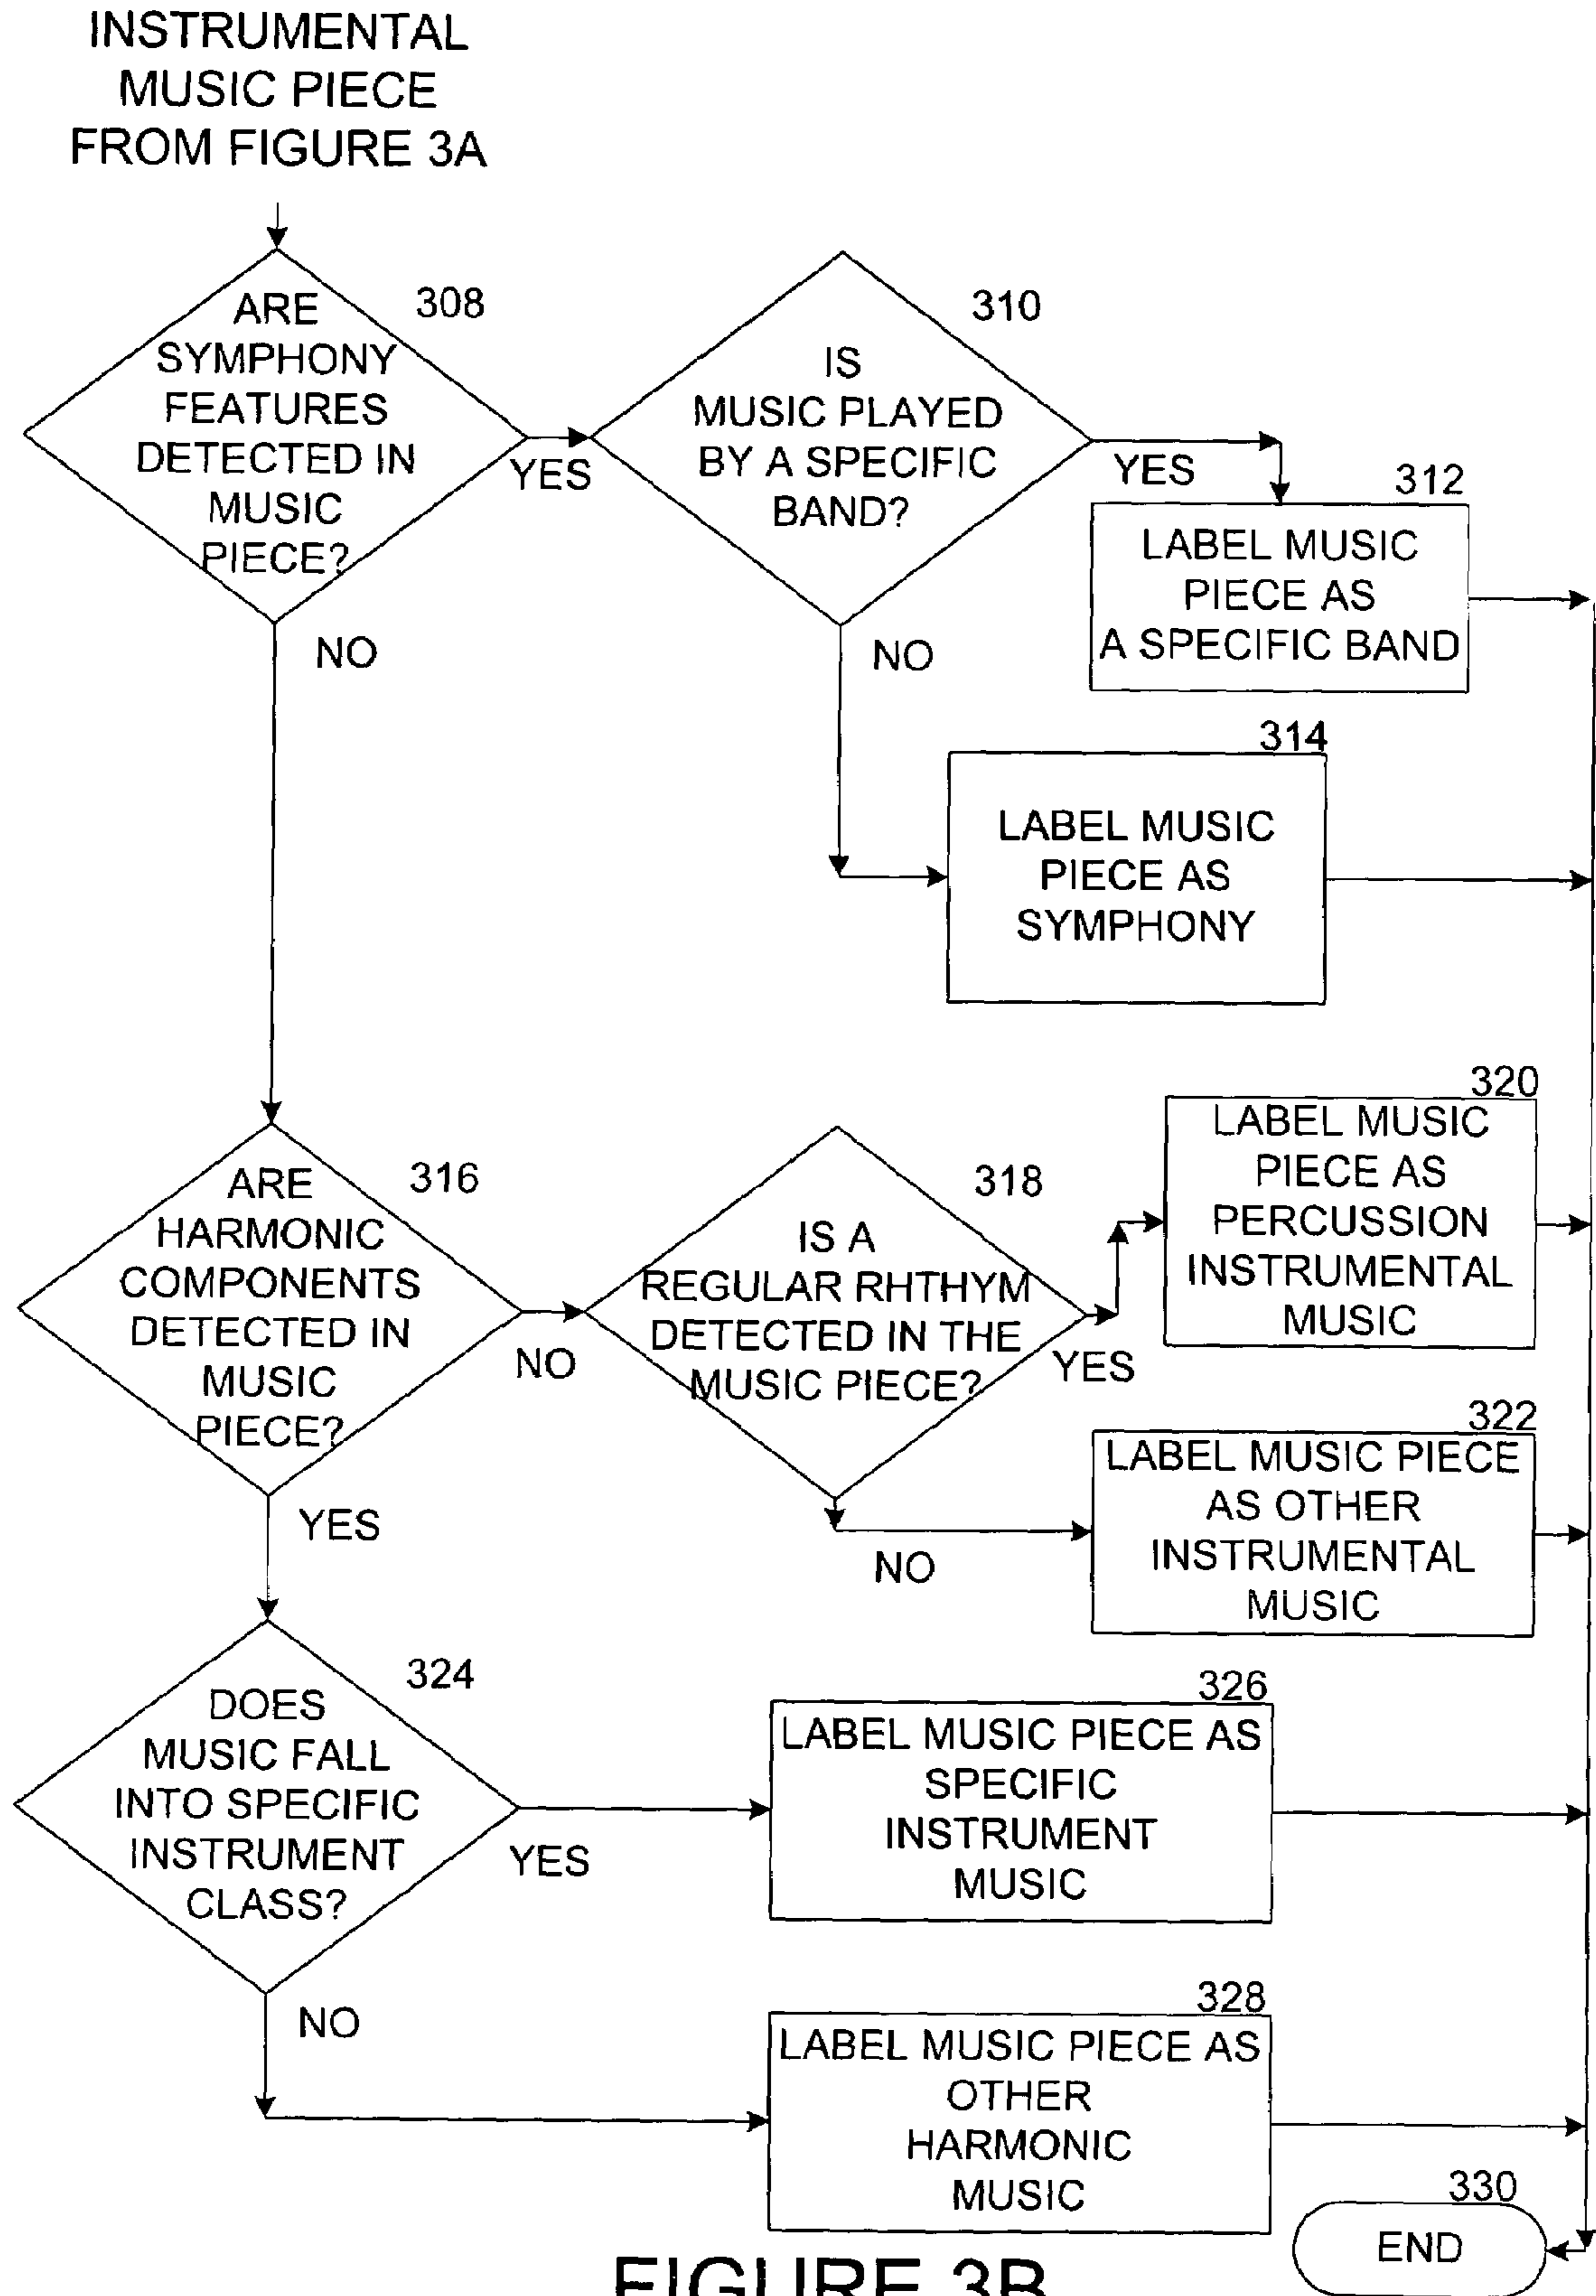 INSTRUMENTAL
MUSIC PIECE
FROM FIGURE 3A
308
ARE
SYMPHONY
FEATURES
DETECTED IN
MUSIC
PIECE?
YES
NO
310
IS
MUSIC PLAYED
BY A SPECIFIC
BAND?
YES
NO
312
LABEL MUSIC
PIECE AS
A SPECIFIC BAND
314
LABEL MUSIC
PIECE AS
SYMPHONY
316
ARE
HARMONIC
COMPONENTS
DETECTED IN
MUSIC
PIECE?
NO
YES
318
IS A
REGULAR RHTHYM
DETECTED IN THE
MUSIC PIECE?
YES
NO
320
LABEL MUSIC
PIECE AS
PERCUSSION
INSTRUMENTAL
MUSIC
322
LABEL MUSIC PIECE
AS OTHER
INSTRUMENTAL
MUSIC
324
DOES
MUSIC FALL
INTO SPECIFIC
INSTRUMENT
CLASS?
YES
NO
326
LABEL MUSIC PIECE AS
SPECIFIC
INSTRUMENT
MUSIC
328
LABEL MUSIC PIECE AS
OTHER
HARMONIC
MUSIC
330
END
FIGURE 3B